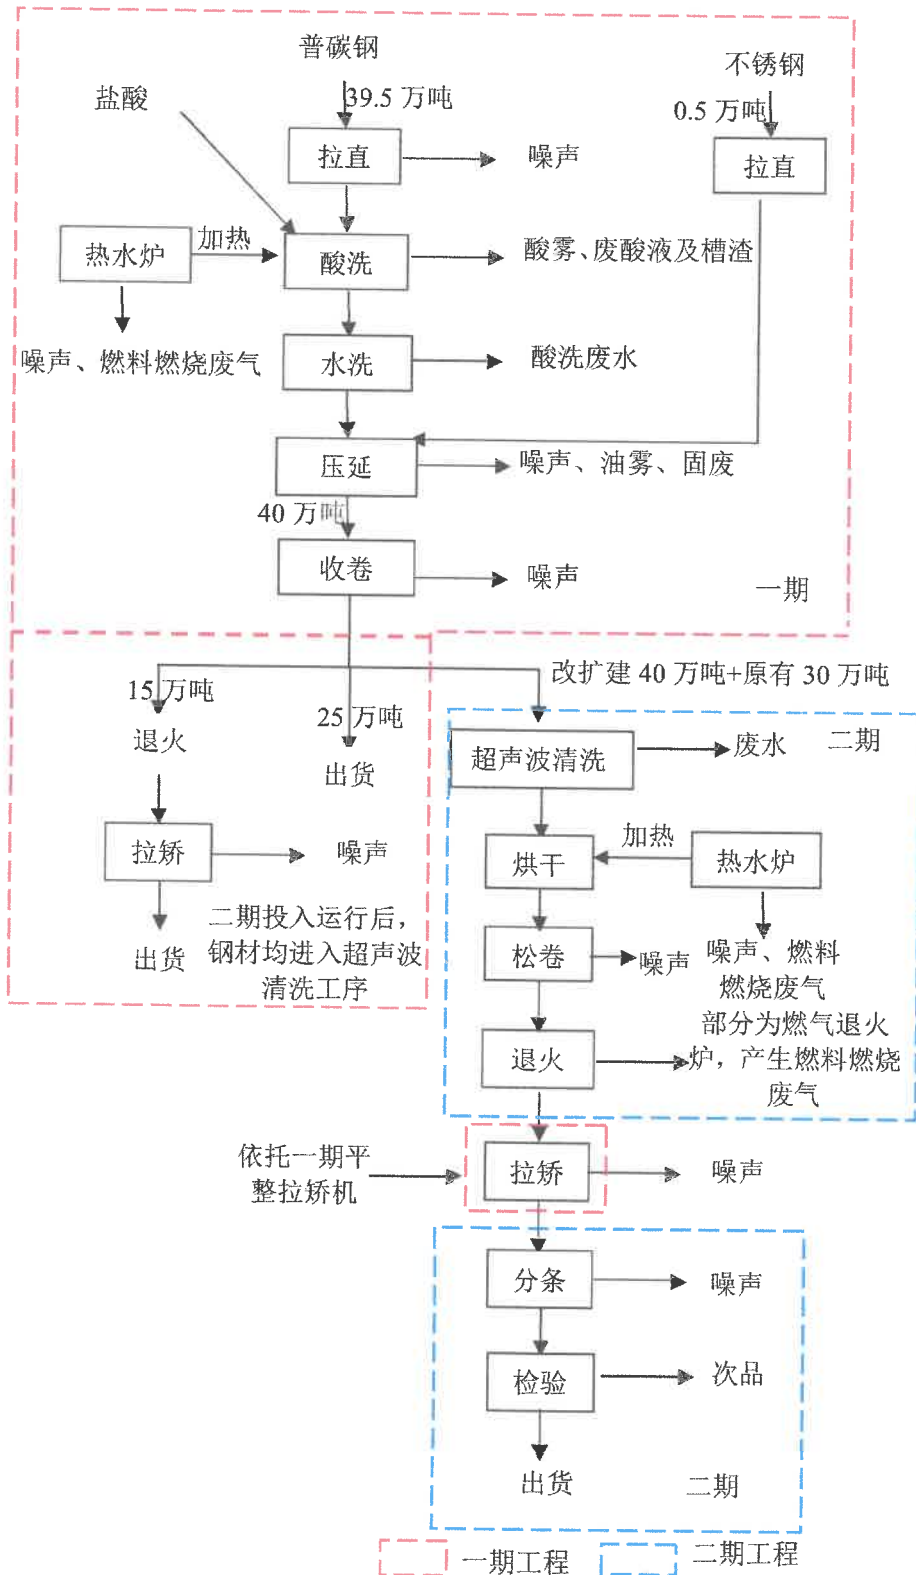 普碳钢
不锈钢
盐酸
39.5 万吨
0.5 万吨
拉直
噪声
拉直
热水炉
加热
酸洗
酸雾、废酸液及槽渣
噪声、燃料燃烧废气
水洗
酸洗废水
压延
噪声、油雾、固废
40 万吨
收卷
噪声
一期
改扩建 40 万吨+原有 30 万吨
15 万吨
25 万吨
退火
出货
超声波清洗
废水
二期
拉矫
噪声
烘干
加热
热水炉
出货
二期投入运行后，
钢材均进入超声波
清洗工序
松卷
噪声
噪声、燃料
燃烧废气
退火
部分为燃气退火
炉，产生燃料燃烧
废气
依托一期平
整拉矫机
拉矫
噪声
分条
噪声
检验
次品
出货
二期
一期工程
二期工程